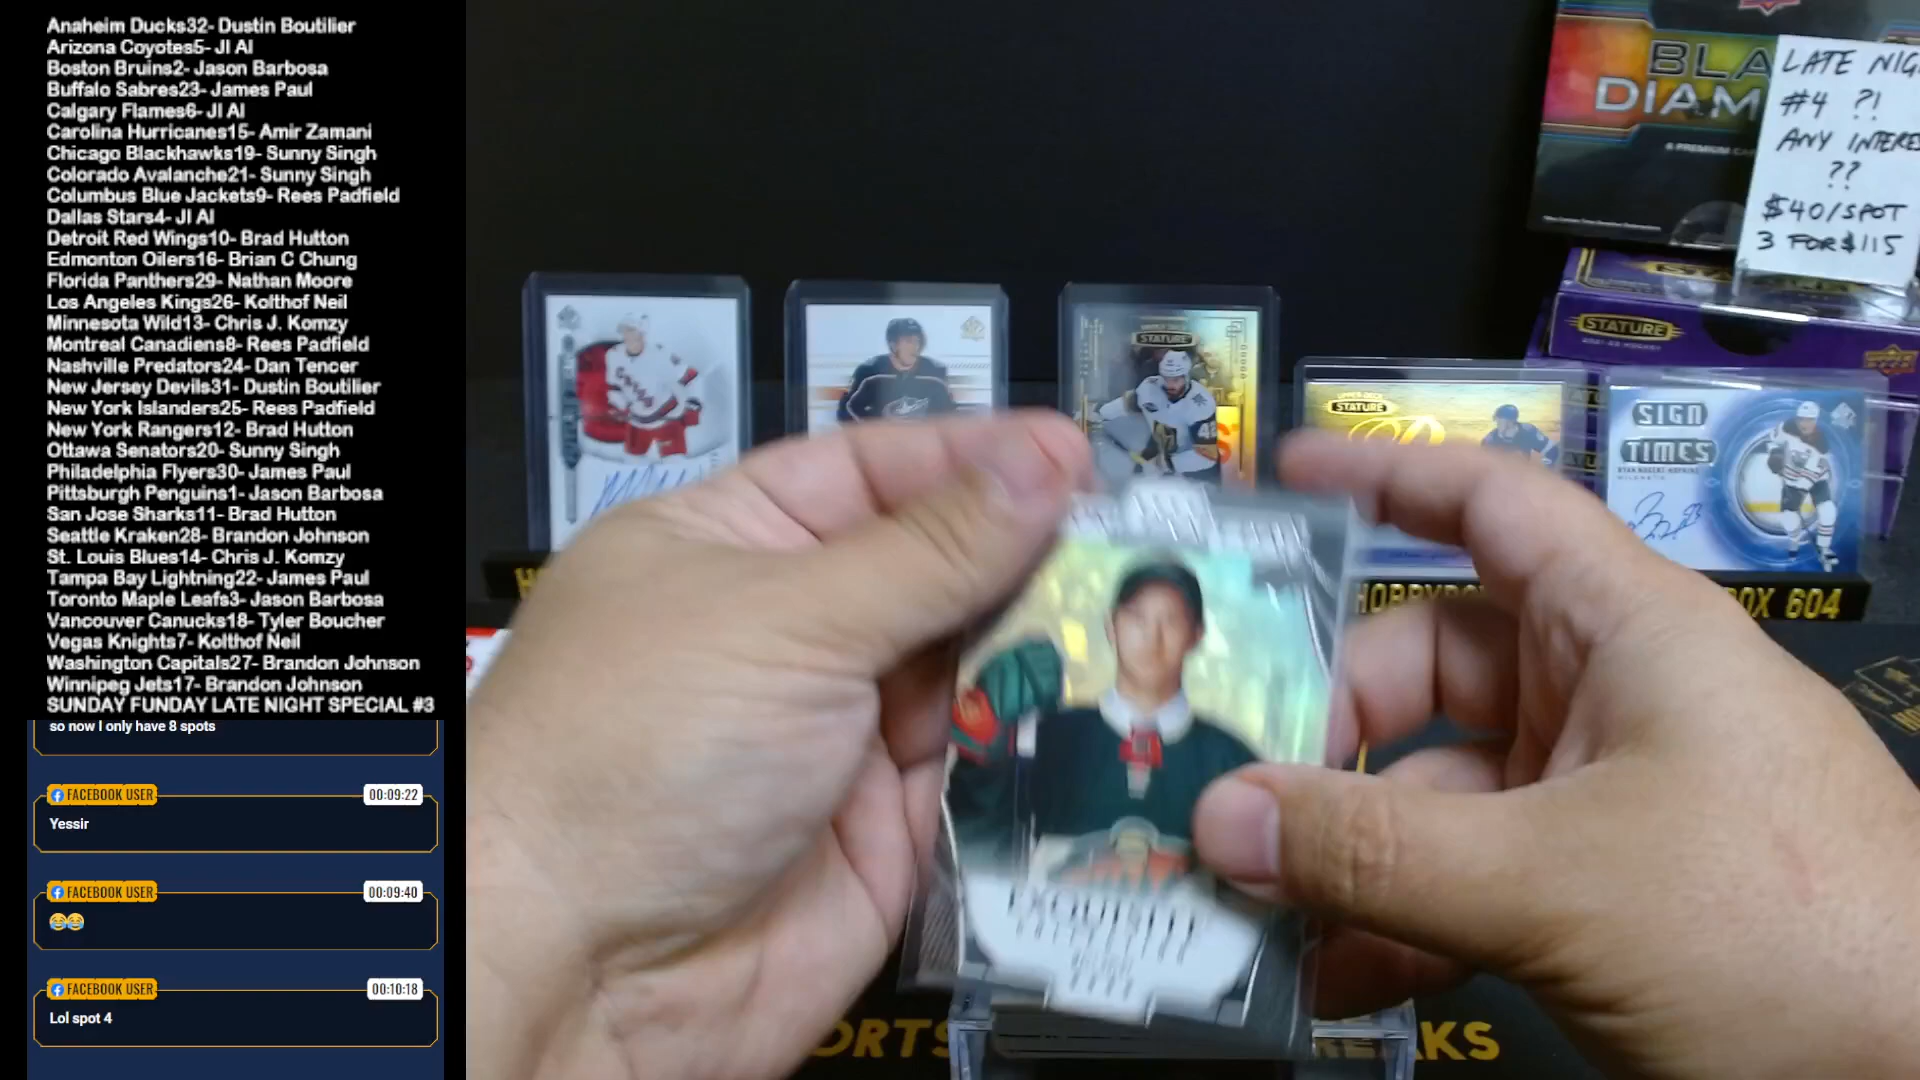 Anaheim Ducks32- Dustin Boutilier
Arizona Coyotes5- JI AI
Boston Bruins2- Jason Barbosa
Buffalo Sabres23- James Paul
Calgary Flames6- JI AI
Carolina Hurricanes15- Amir Zamani
Chicago Blackhawks19- Sunny Singh
Colorado Avalanche21- Sunny Singh
Columbus Blue Jackets9- Rees Padfield
Dallas Stars4- JI AI
Detroit Red Wings10- Brad Hutton
Edmonton Oilers16- Brian C Chung
Florida Panthers29- Nathan Moore
Los Angeles Kings26- Kolthof Neil
Minnesota Wild13- Chris J. Komzy
Montreal Canadiens8- Rees Padfield
Nashville Predators24- Dan Tencer
New Jersey Devils31- Dustin Boutilier
New York Islanders25- Rees Padfield
New York Rangers12- Brad Hutton
Ottawa Senators20- Sunny Singh
Philadelphia Flyers30- James Paul
Pittsburgh Penguins1- Jason Barbosa
San Jose Sharks11- Brad Hutton
Seattle Kraken28- Brandon Johnson
St. Louis Blues14- Chris J. Komzy
Tampa Bay Lightning22- James Paul
Toronto Maple Leafs3- Jason Barbosa
Vancouver Canucks18- Tyler Boucher
Vegas Knights7- Kolthof Neil
Washington Capitals27- Brandon Johnson
Winnipeg Jets17- Brandon Johnson
SUNDAY FUNDAY LATE NIGHT SPECIAL #3
so now I only have 8 spots
FACEBOOK USER 00:09:22
Yessir
FACEBOOK USER 00:09:40
😂😂
FACEBOOK USER 00:10:18
Lol spot 4
BLA
DIAM
LATE NIG
#4 ?!
ANY INTERES
??
$40/SPOT
3 FOR $115
STATURE
STATURE
STATURE
SIGN
TIMES
HOBBYBO
OX 604
ORTS
REAKS